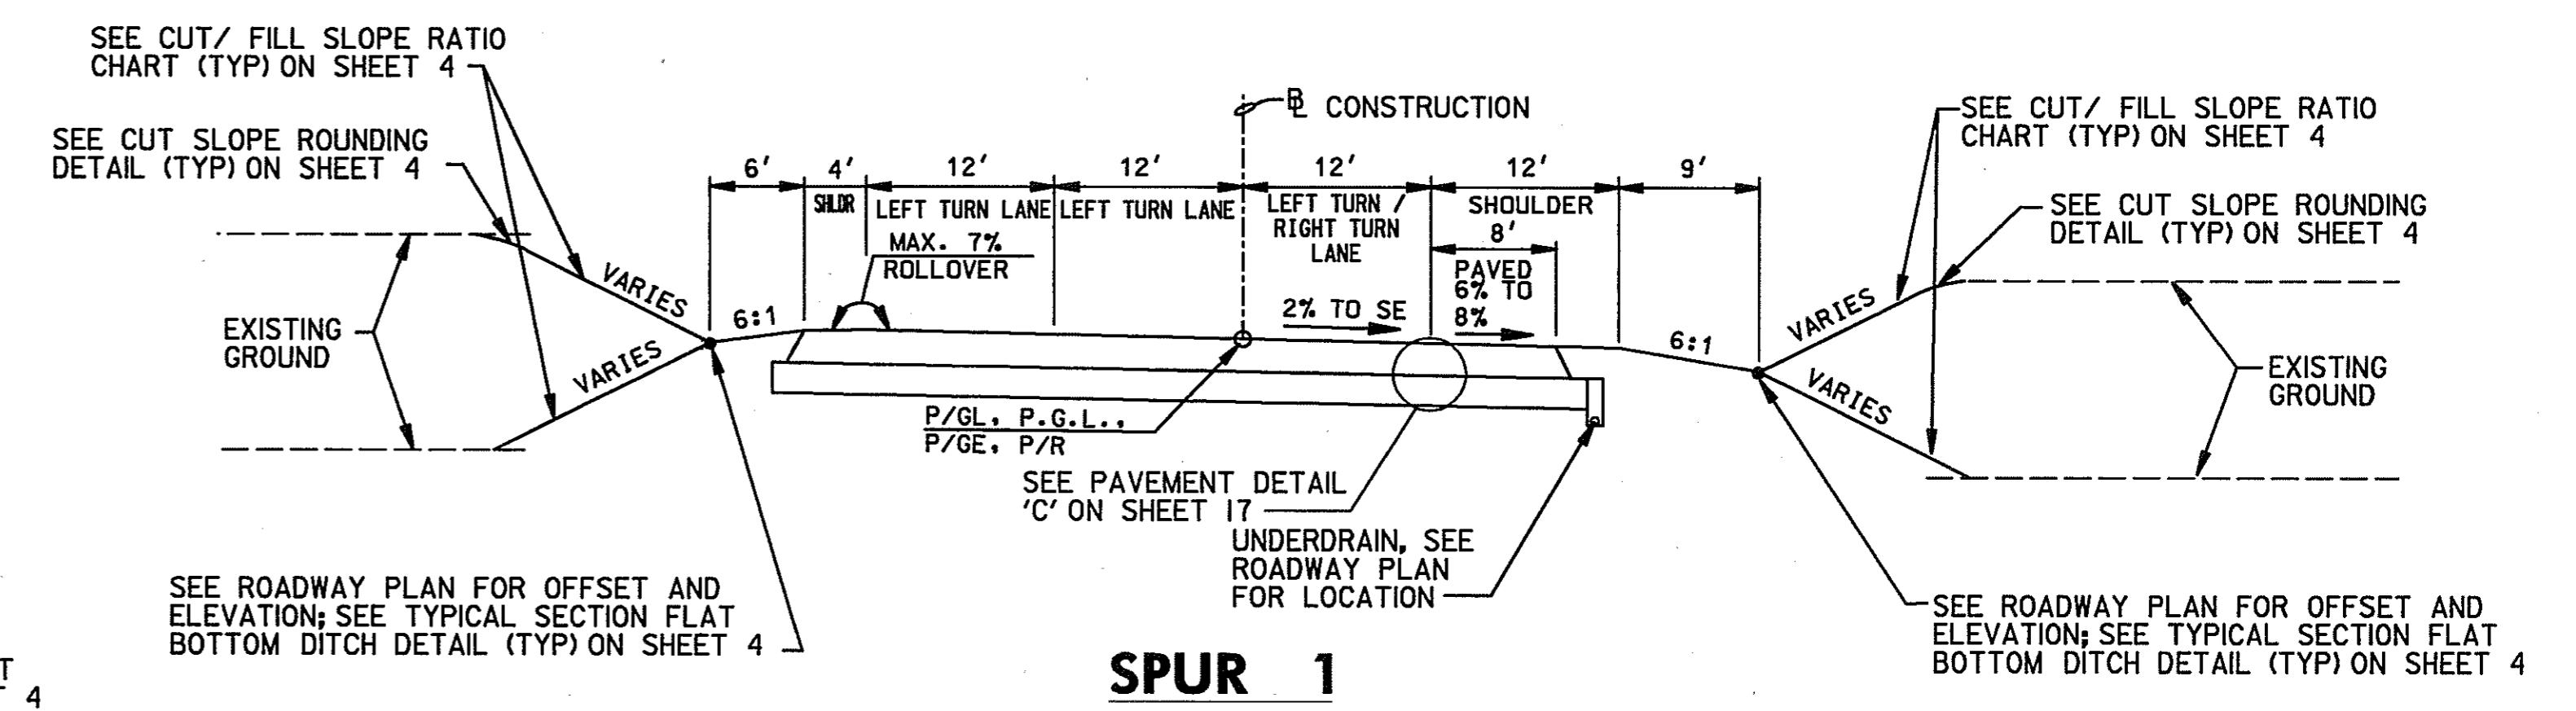 SEE CUT/ FILL SLOPE RATIO
CHART (TYP) ON SHEET 4
SEE CUT SLOPE ROUNDING
DETAIL (TYP) ON SHEET 4
EXISTING
GROUND
VARIES
VARIES
6:1
6'
4'
12'
12'
12'
12'
9'
SHLDR
LEFT TURN LANE
LEFT TURN LANE
LEFT TURN /
RIGHT TURN
LANE
SHOULDER
8'
PAVED
6% TO
8%
MAX. 7%
ROLLOVER
BL CONSTRUCTION
2% TO SE
6:1
P/GL, P.G.L.,
P/GE, P/R
SEE PAVEMENT DETAIL
'C' ON SHEET 17
UNDERDRAIN, SEE
ROADWAY PLAN
FOR LOCATION
SEE CUT/ FILL SLOPE RATIO
CHART (TYP) ON SHEET 4
SEE CUT SLOPE ROUNDING
DETAIL (TYP) ON SHEET 4
VARIES
VARIES
EXISTING
GROUND
SEE ROADWAY PLAN FOR OFFSET AND
ELEVATION; SEE TYPICAL SECTION FLAT
BOTTOM DITCH DETAIL (TYP) ON SHEET 4
SEE ROADWAY PLAN FOR OFFSET AND
ELEVATION; SEE TYPICAL SECTION FLAT
BOTTOM DITCH DETAIL (TYP) ON SHEET 4
SPUR 1
T
4